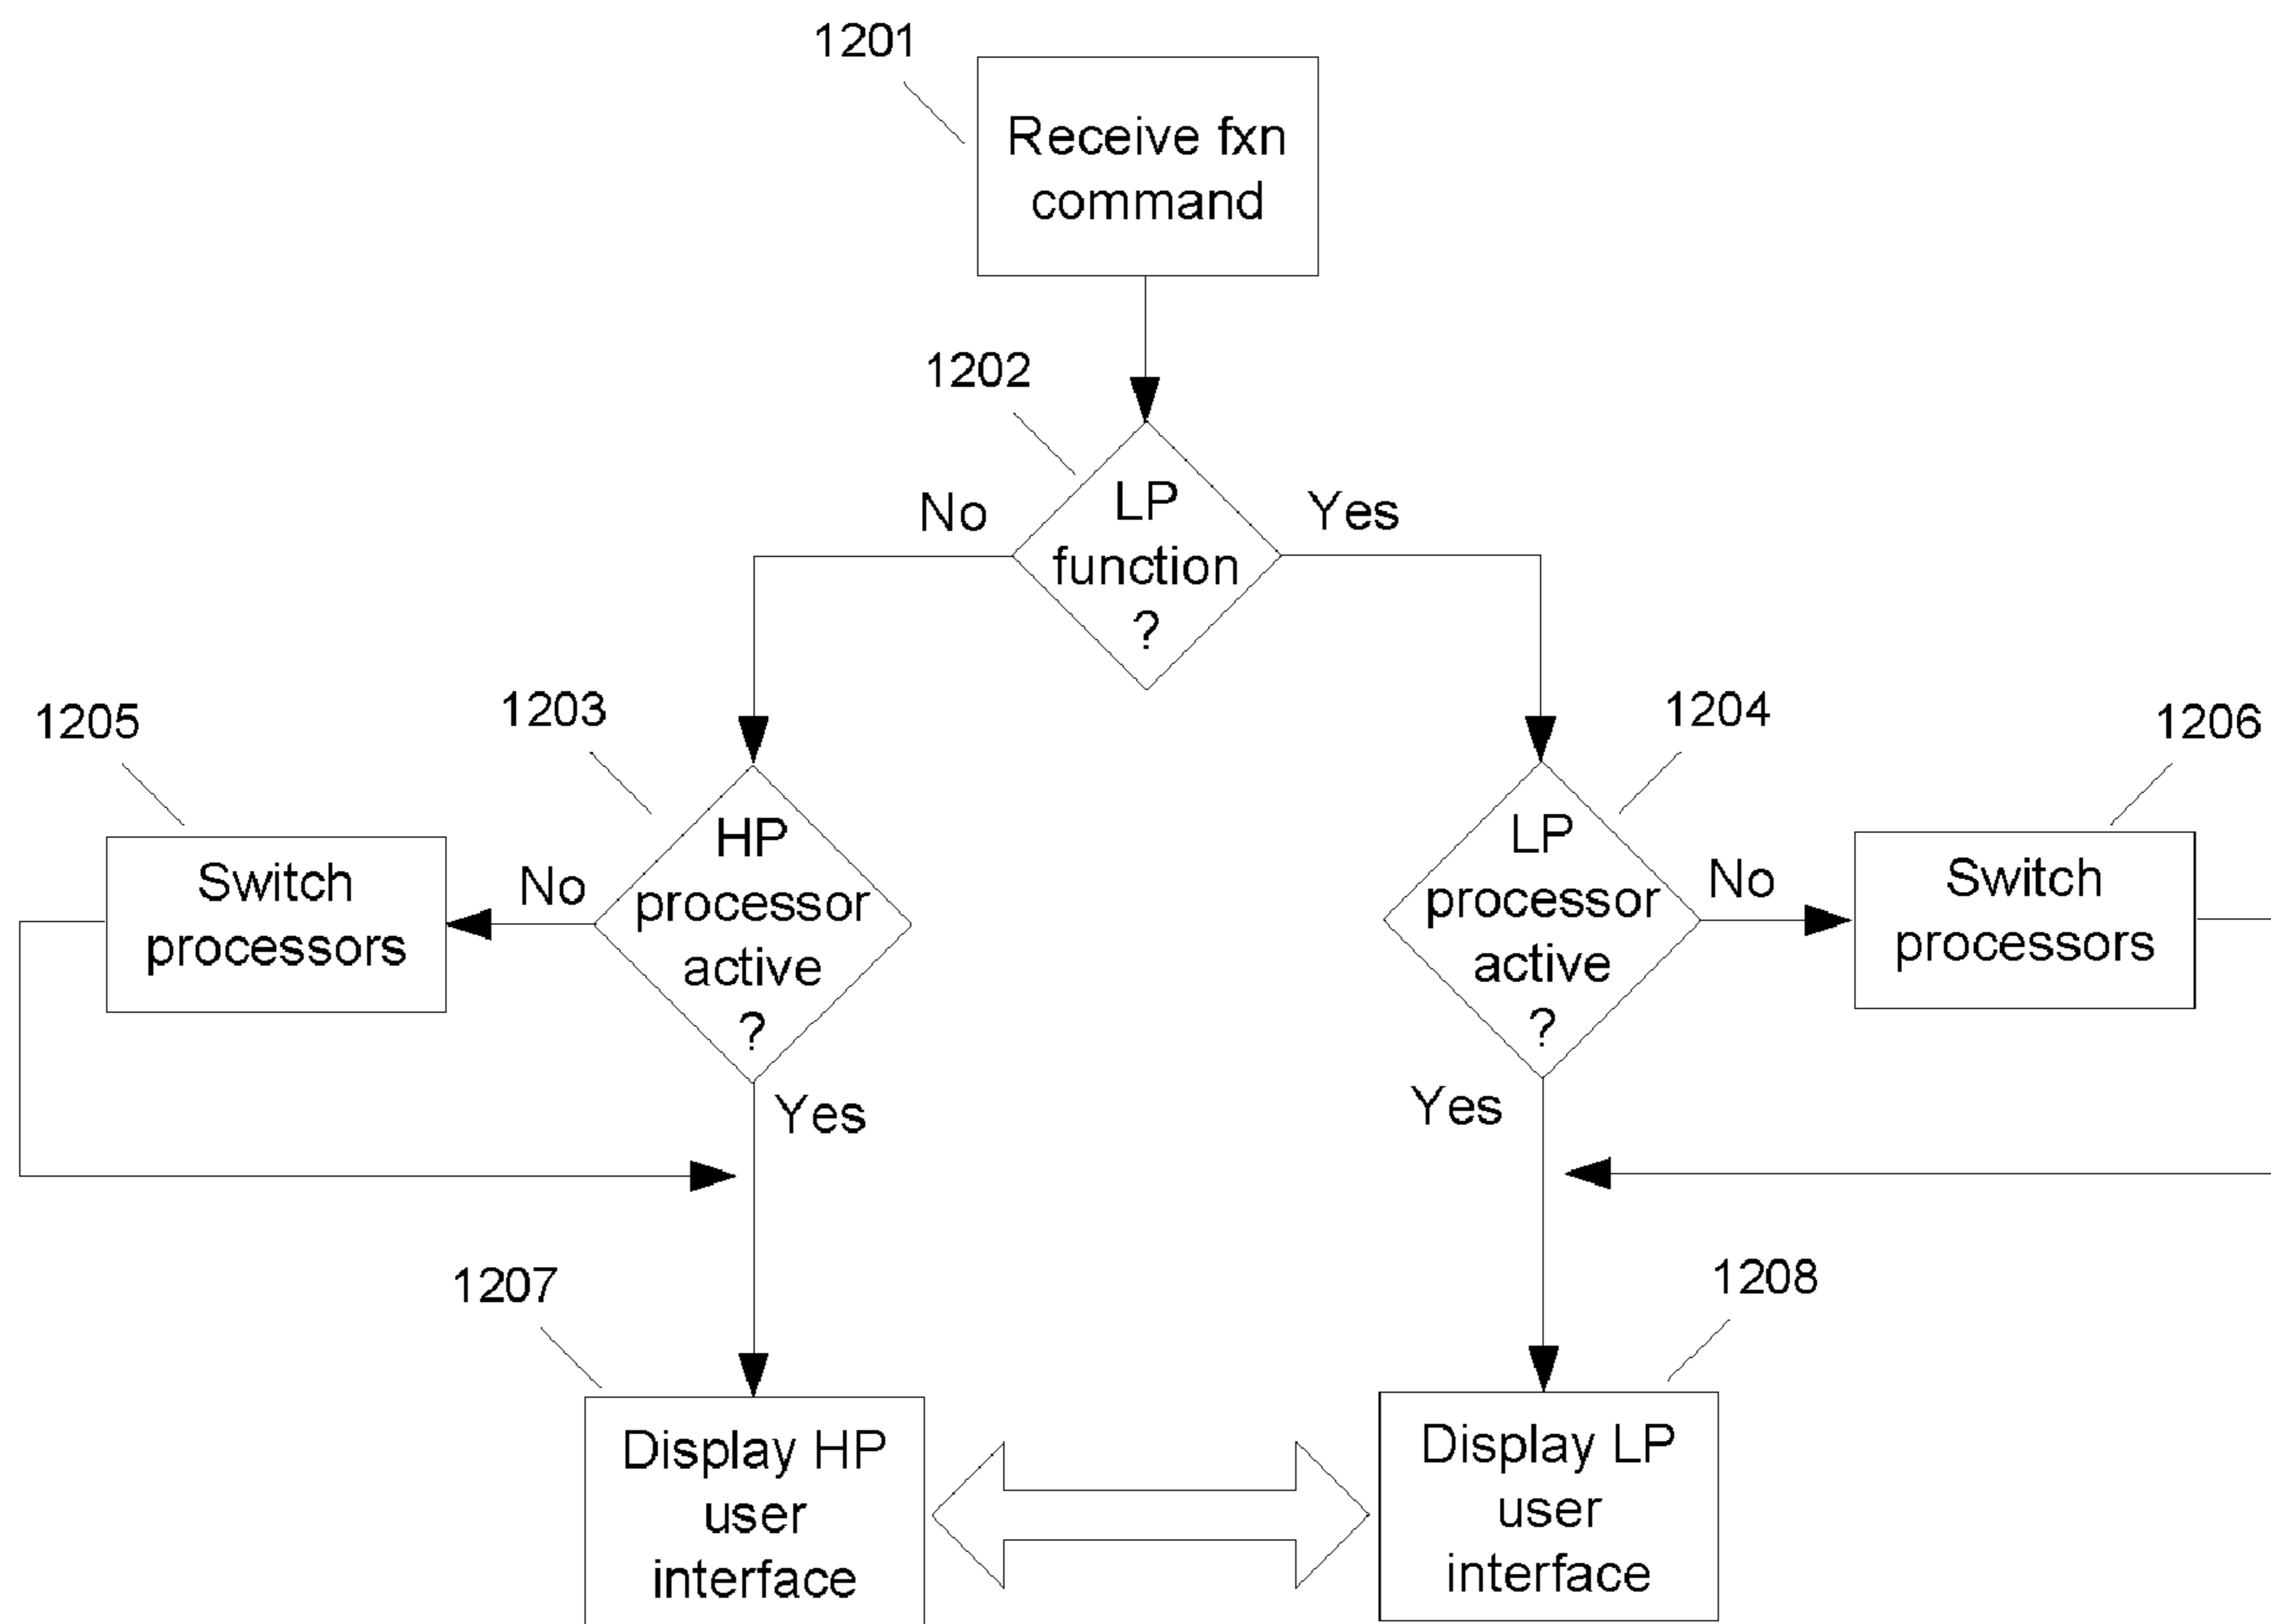 1201
Receive fxn
command
1202
No
LP
function
?
Yes
1203
1204
1205
1206
HP
processor
active
?
No
Switch
processors
LP
processor
active
?
No
Switch
processors
Yes
Yes
1207
1208
Display HP
user
interface
Display LP
user
interface